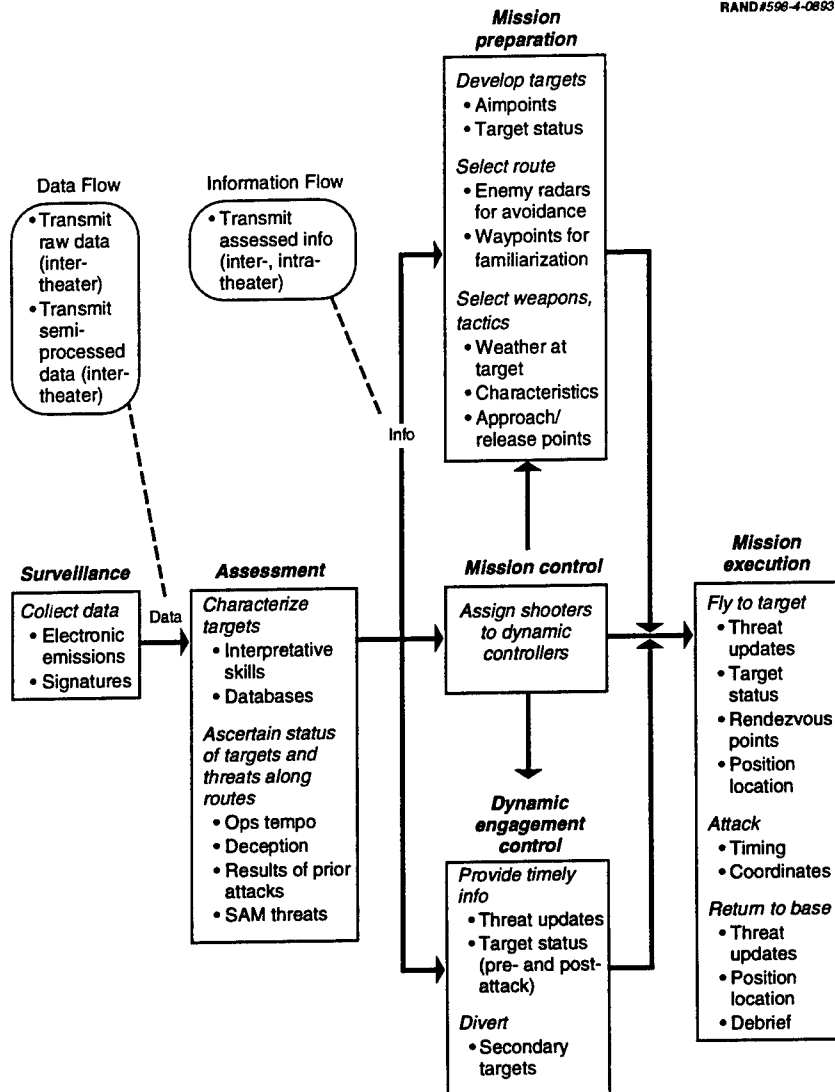 RAND#596-4-0893
Mission
preparation
Develop targets
• Aimpoints
• Target status
Select route
• Enemy radars
for avoidance
• Waypoints for
familiarization
Select weapons,
tactics
• Weather at
target
• Characteristics
• Approach/
release points
Data Flow
• Transmit
raw data
(inter-
theater)
• Transmit
semi-
processed
data (inter-
theater)
Information Flow
• Transmit
assessed info
(inter-, intra-
theater)
Info
Surveillance
Collect data
• Electronic
emissions
• Signatures
Data
Assessment
Characterize
targets
• Interpretative
skills
• Databases
Ascertain status
of targets and
threats along
routes
• Ops tempo
• Deception
• Results of prior
attacks
• SAM threats
Mission control
Assign shooters
to dynamic
controllers
Dynamic
engagement
control
Provide timely
info
• Threat updates
• Target status
(pre- and post-
attack)
Divert
• Secondary
targets
Mission
execution
Fly to target
• Threat
updates
• Target
status
• Rendezvous
points
• Position
location
Attack
• Timing
• Coordinates
Return to base
• Threat
updates
• Position
location
• Debrief